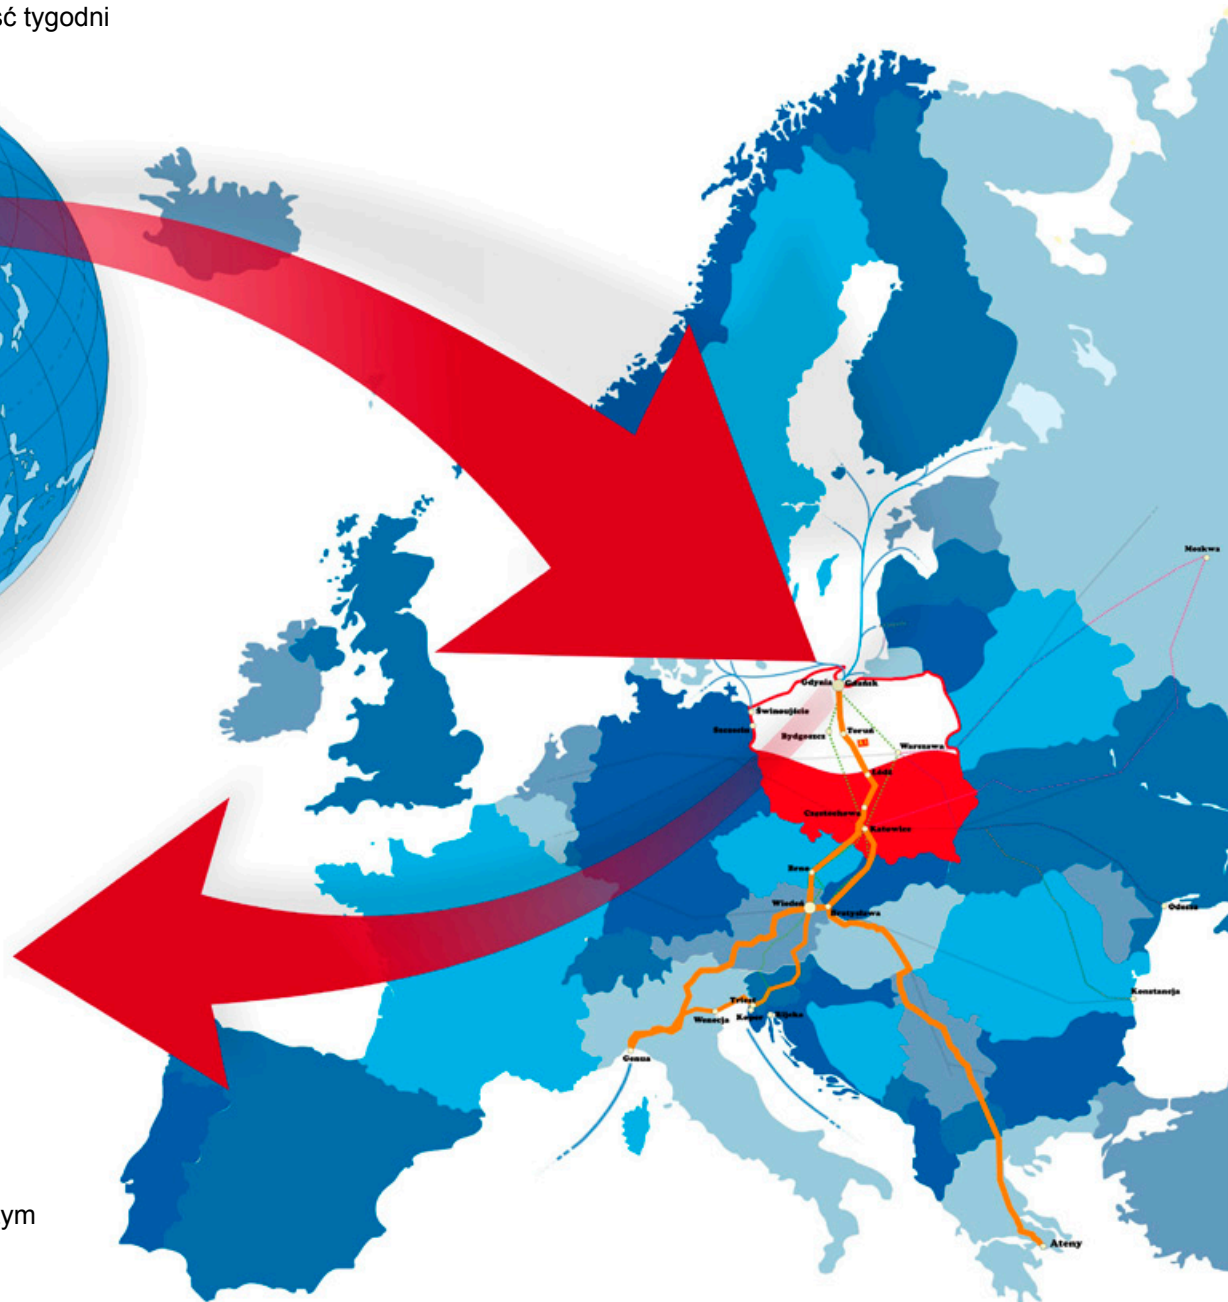 ść tygodni
Moskwa
Gdynia
Gdańsk
Świnoujście
Szczecin
Bydgoszcz
Toruń
Warszawa
Łódź
Częstochowa
Katowice
Brno
Wiedeń
Bratysława
Odessa
Konstancja
Triest
Wenecja
Koper
Rijeka
Genua
ym
Ateny